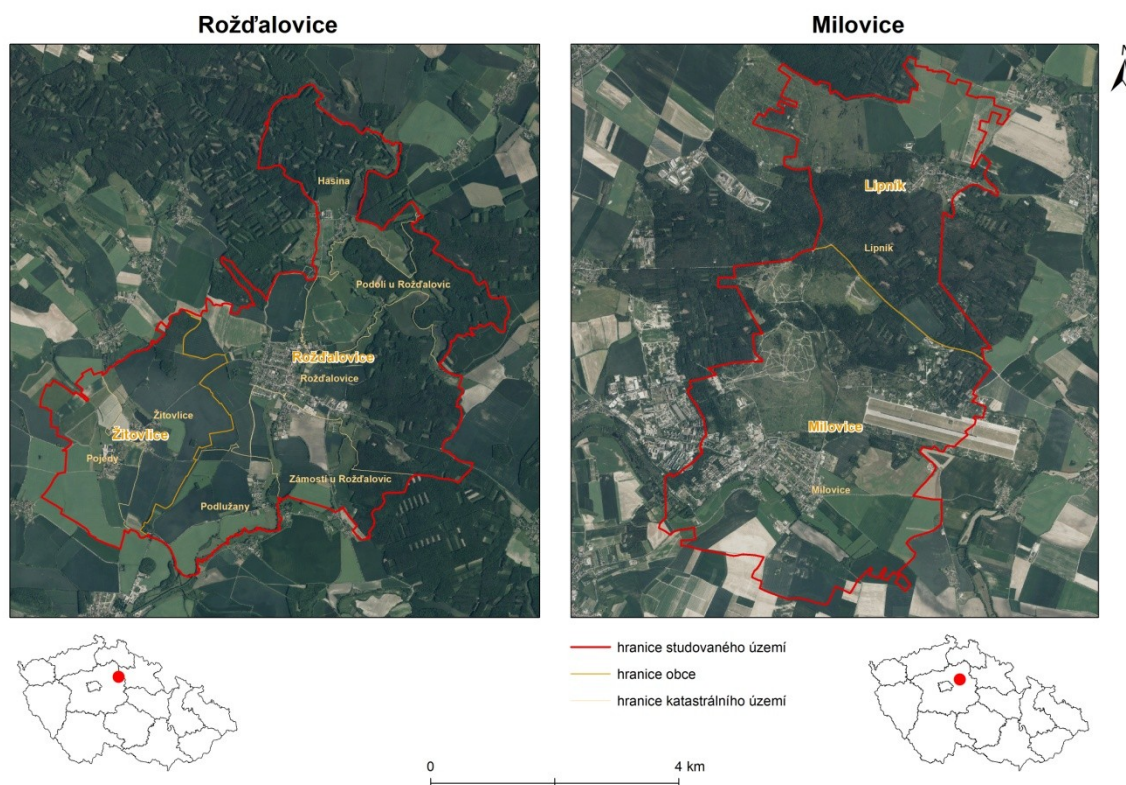 Rožďalovice
Milovice
N
Hasina
Podolí u Rožďalovic
Rožďalovice
Rožďalovice
Žitovlice
Žitovlice
Pojedy
Podlužany
Zámostí u Rožďalovic
Lipník
Lipník
Milovice
Milovice
hranice studovaného území
hranice obce
hranice katastrálního území
0
4 km